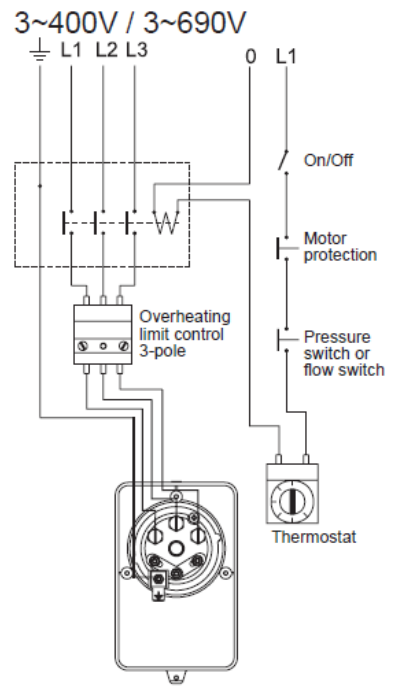 3~400V / 3~690V
L1 L2 L3
0 L1
On/Off
Motor
protection
Overheating
limit control
3-pole
Pressure
switch or
flow switch
Thermostat